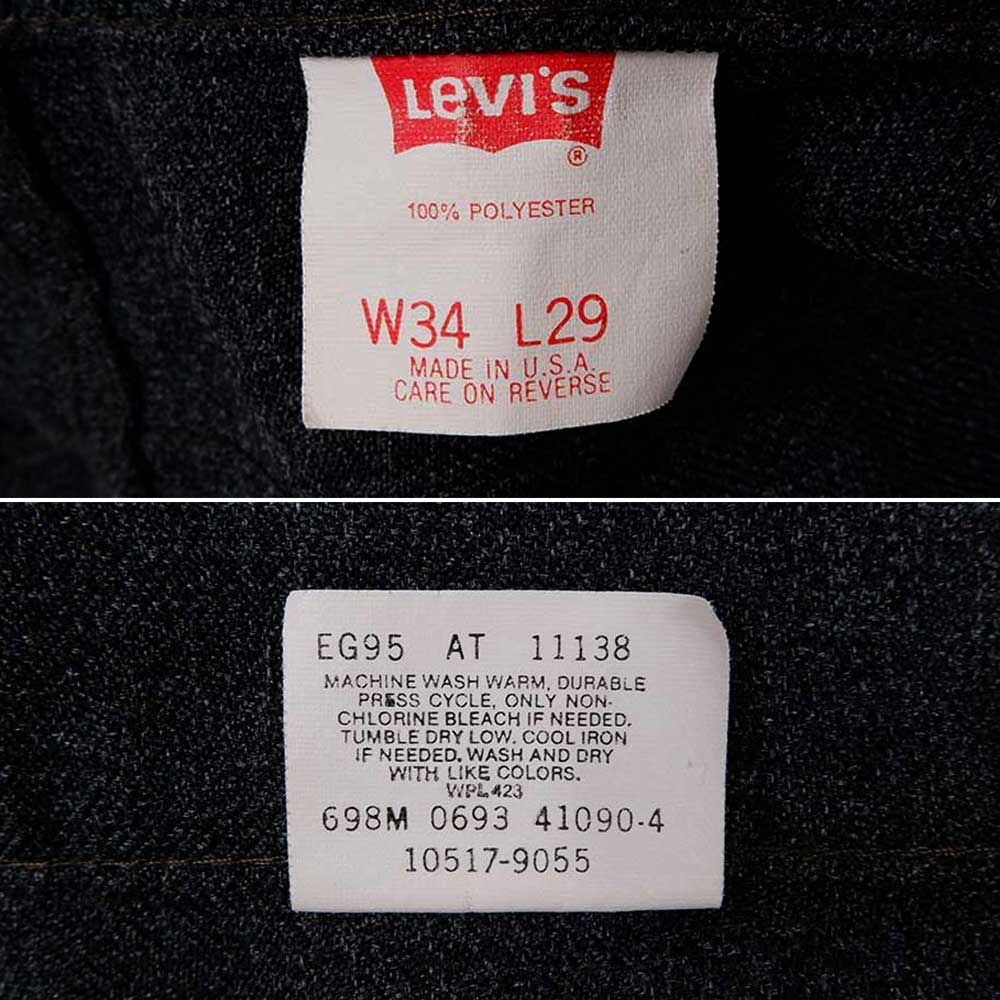 Levi's
®
100% POLYESTER
W34 L29
MADE IN U.S.A.
CARE ON REVERSE
EG95 AT 11138
MACHINE WASH WARM, DURABLE
PRESS CYCLE, ONLY NON-
CHLORINE BLEACH IF NEEDED.
TUMBLE DRY LOW. COOL IRON
IF NEEDED. WASH AND DRY
WITH LIKE COLORS.
WPL 423
698M 0693 41090-4
10517-9055